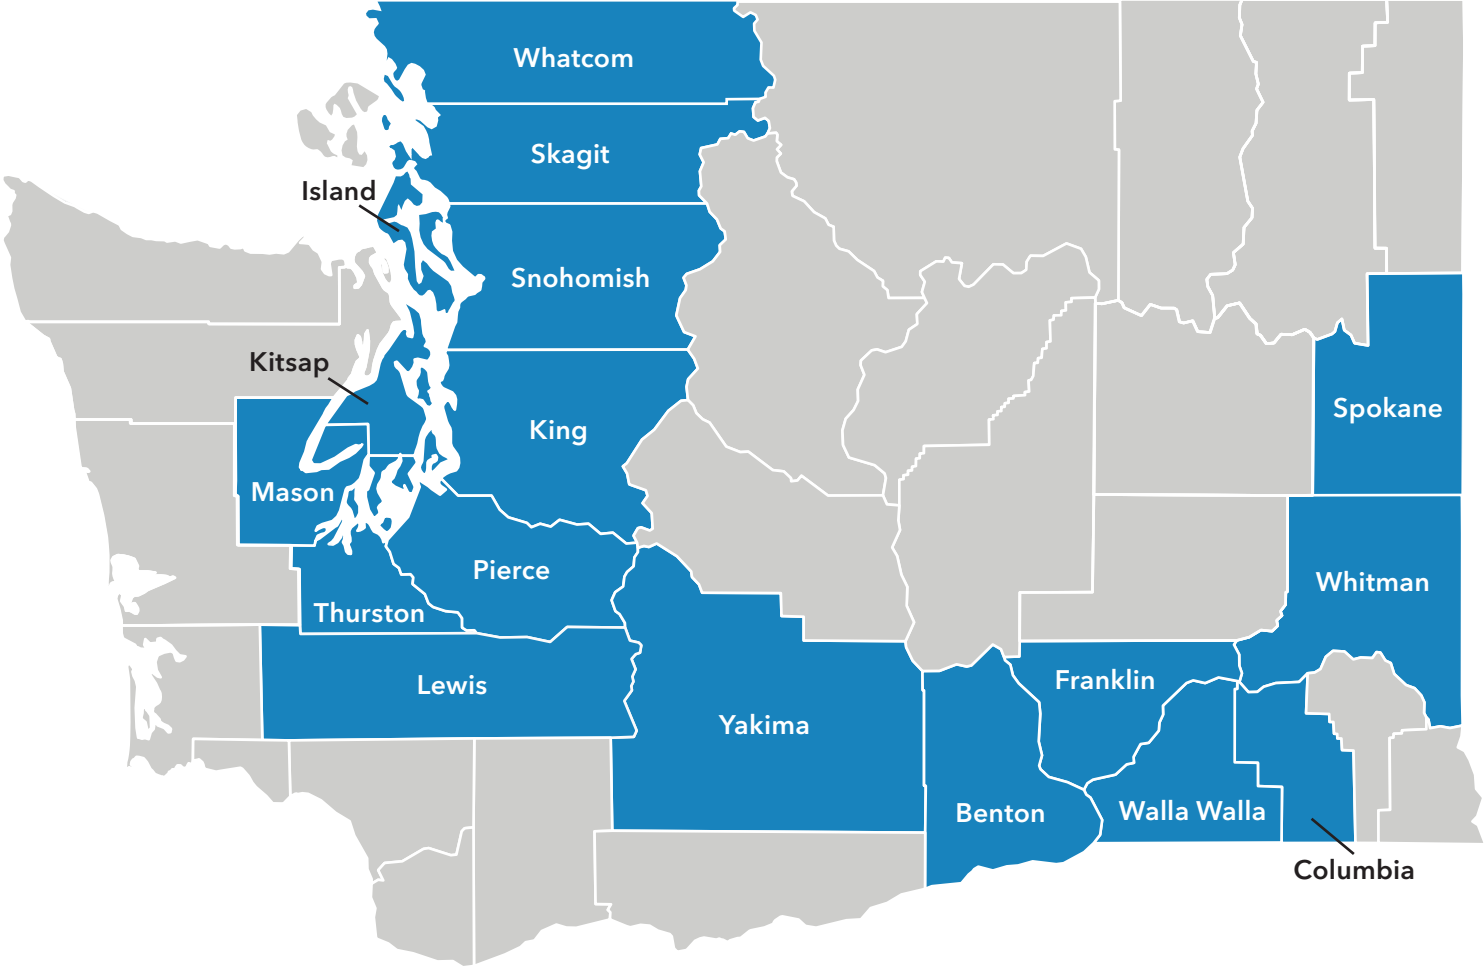 Whatcom
Skagit
Island
Snohomish
Kitsap
King
Spokane
Mason
Pierce
Whitman
Thurston
Lewis
Franklin
Yakima
Benton
Walla Walla
Columbia